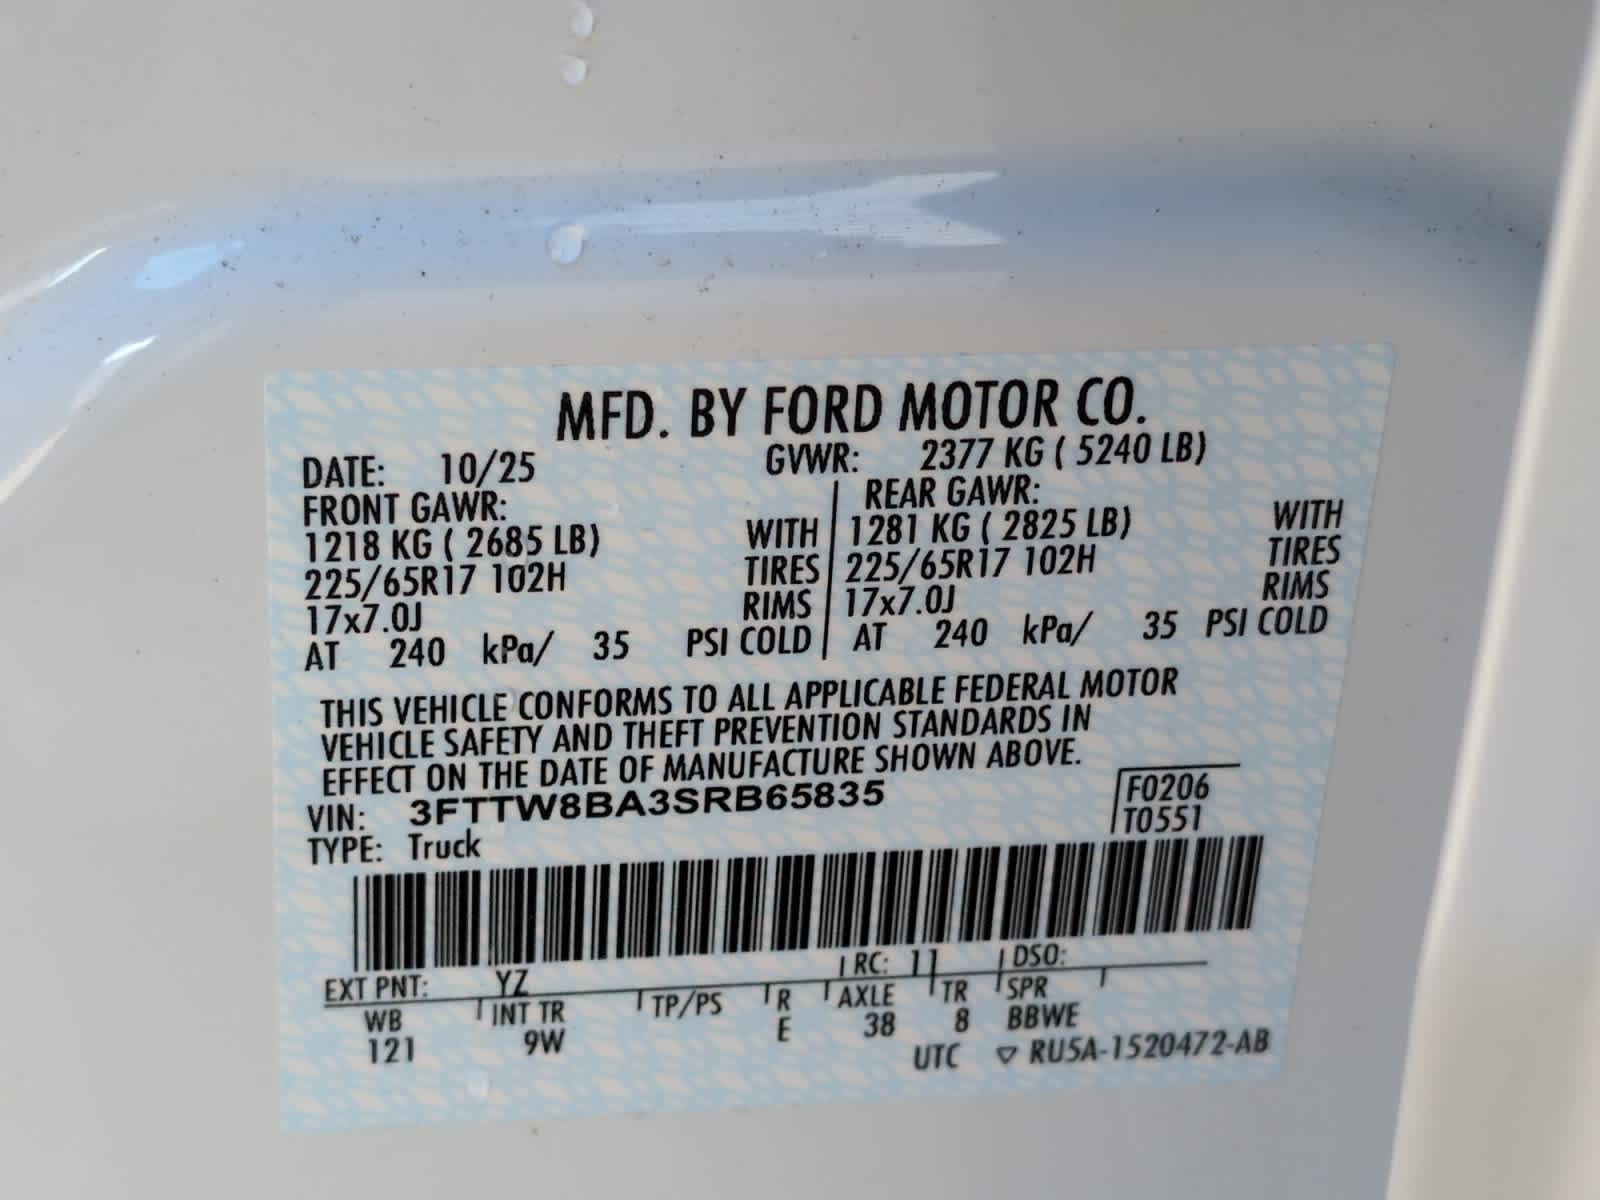 MFD. BY FORD MOTOR CO.
DATE: 10/25 GVWR: 2377 KG ( 5240 LB)
FRONT GAWR: REAR GAWR:
1218 KG ( 2685 LB) WITH 1281 KG ( 2825 LB) WITH
225/65R17 102H TIRES 225/65R17 102H TIRES
17x7.0J RIMS 17x7.0J RIMS
AT 240 kPa/ 35 PSI COLD AT 240 kPa/ 35 PSI COLD
THIS VEHICLE CONFORMS TO ALL APPLICABLE FEDERAL MOTOR
VEHICLE SAFETY AND THEFT PREVENTION STANDARDS IN
EFFECT ON THE DATE OF MANUFACTURE SHOWN ABOVE.
VIN: 3FTTW8BA3SRB65835 F0206
TYPE: Truck T0551
EXT PNT: YZ RC: 11 DSO:
WB INT TR TP/PS R AXLE TR SPR
121 9W E 38 8 BBWE
UTC ▽ RU5A-1520472-AB